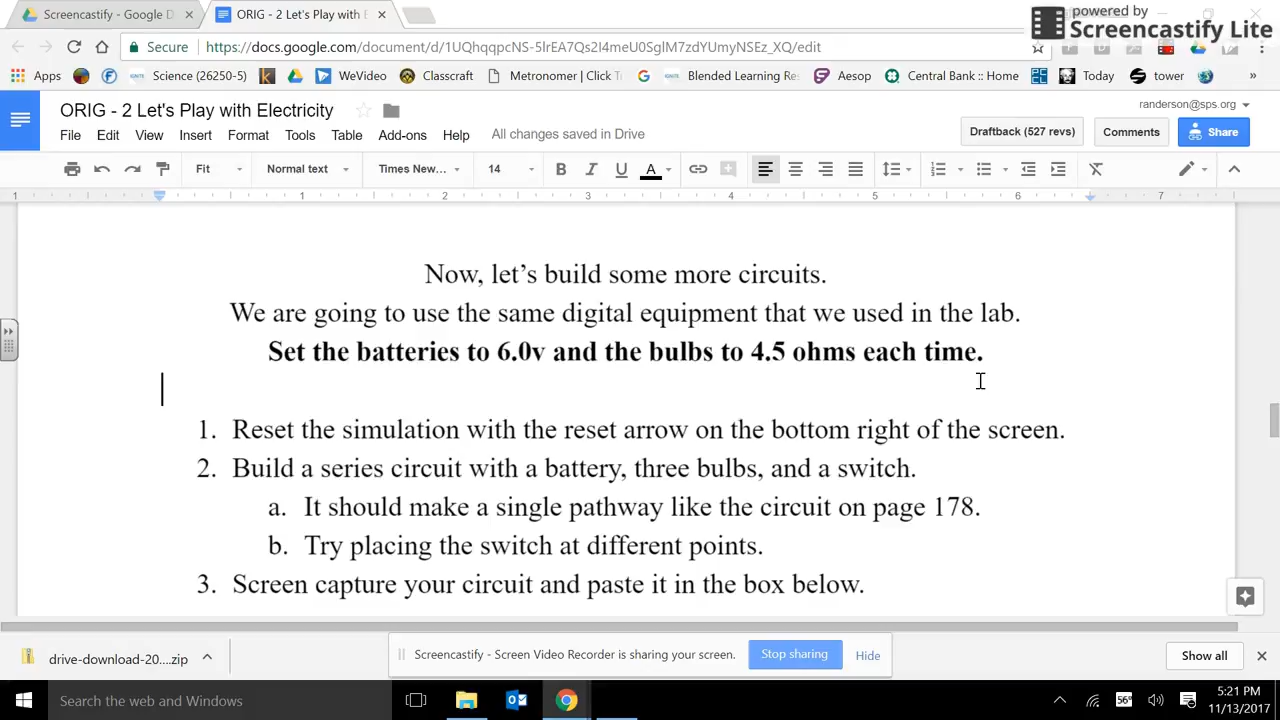 powered by
Screencastify Lite
Screencastify - Google D
ORIG - 2 Let's Play with E
Secure
https://docs.google.com/document/d/1UQhqqpcNS-5lrEA7Qs2I4meU0SglM7zdYUmyNSEz_XQ/edit
Apps
Science (26250-5)
WeVideo
Classcraft
Metronomer | Click T
Blended Learning Re
Aesop
Central Bank :: Home
Today
tower
»
ORIG - 2 Let's Play with Electricity
randerson@sps.org
File Edit View Insert Format Tools Table Add-ons Help All changes saved in Drive
Draftback (527 revs) Comments Share
Fit Normal text Times New... 14 B I U A
1 1 2 3 4 5 6 7
Now, let’s build some more circuits.
We are going to use the same digital equipment that we used in the lab.
Set the batteries to 6.0v and the bulbs to 4.5 ohms each time.
1. Reset the simulation with the reset arrow on the bottom right of the screen.
2. Build a series circuit with a battery, three bulbs, and a switch.
a. It should make a single pathway like the circuit on page 178.
b. Try placing the switch at different points.
3. Screen capture your circuit and paste it in the box below.
drive-download-20....zip
Screencastify - Screen Video Recorder is sharing your screen.
Stop sharing
Hide
Show all
Search the web and Windows
56°
5:21 PM
11/13/2017